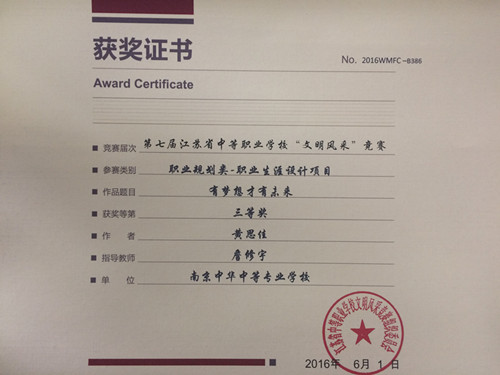 获奖证书
No. 2016WMFC-B386
Award Certificate
竞赛届次 第七届江苏省中等职业学校“文明风采”竞赛
参赛类别 职业规划类-职业生涯设计项目
作品题目 有梦想才有未来
获奖等第 三等奖
作者 黄思佳
指导教师 詹修宇
单位 南京中华中等专业学校
2016年 6月 1日